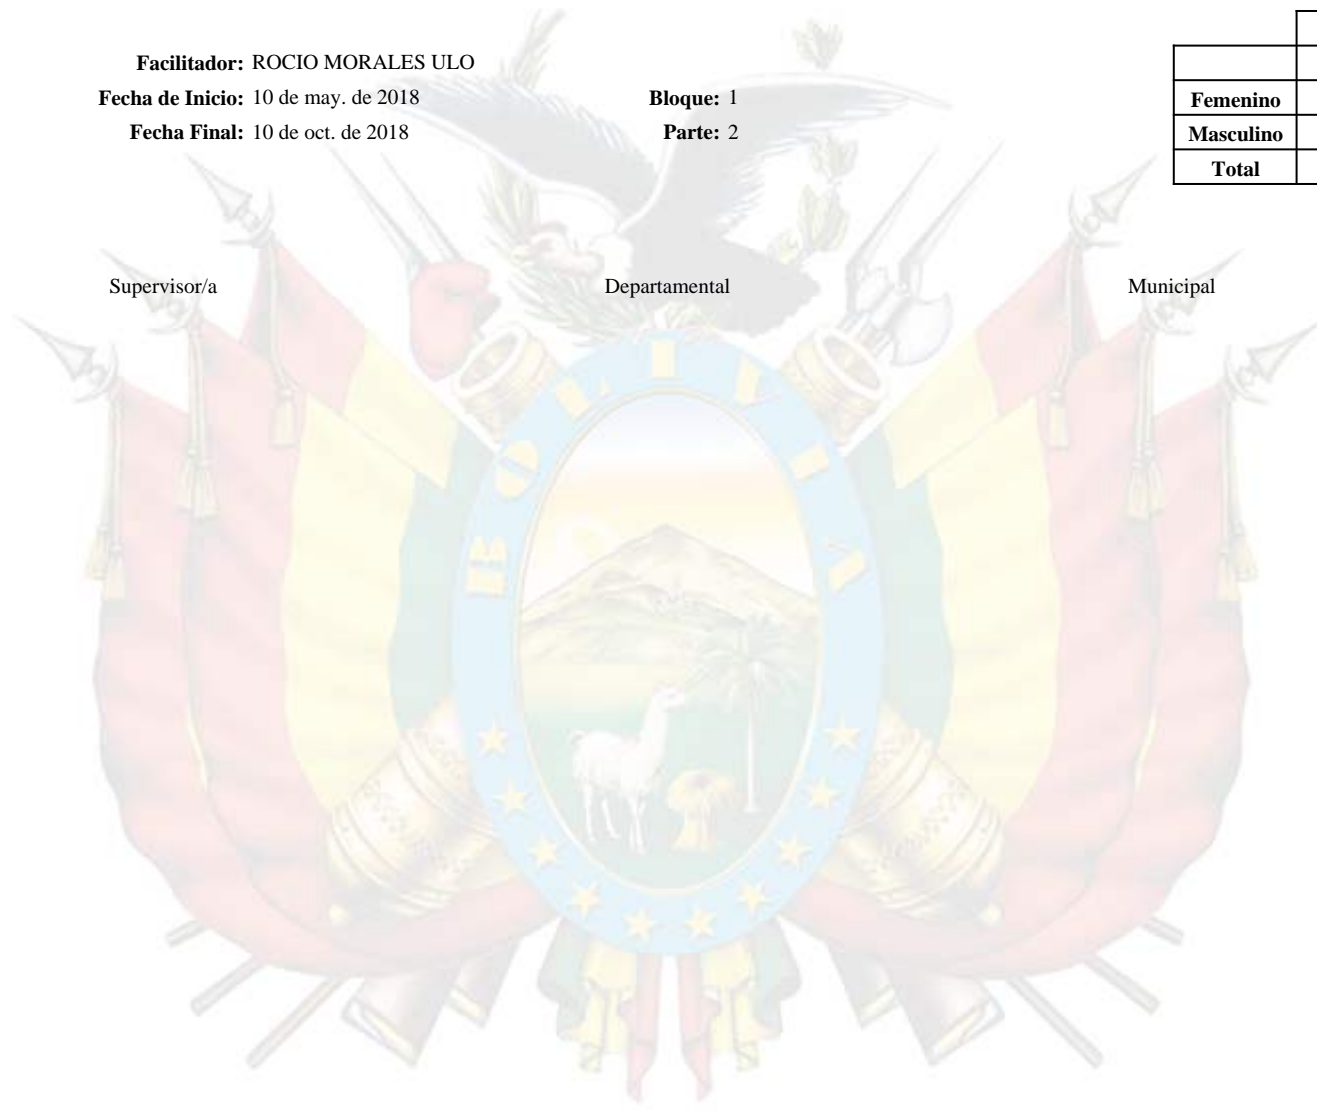 Facilitador: ROCIO MORALES ULO
Fecha de Inicio: 10 de may. de 2018 Bloque: 1
Fecha Final: 10 de oct. de 2018 Parte: 2
Femenino
Masculino
Total
Supervisor/a Departamental Municipal
BOLIVIA